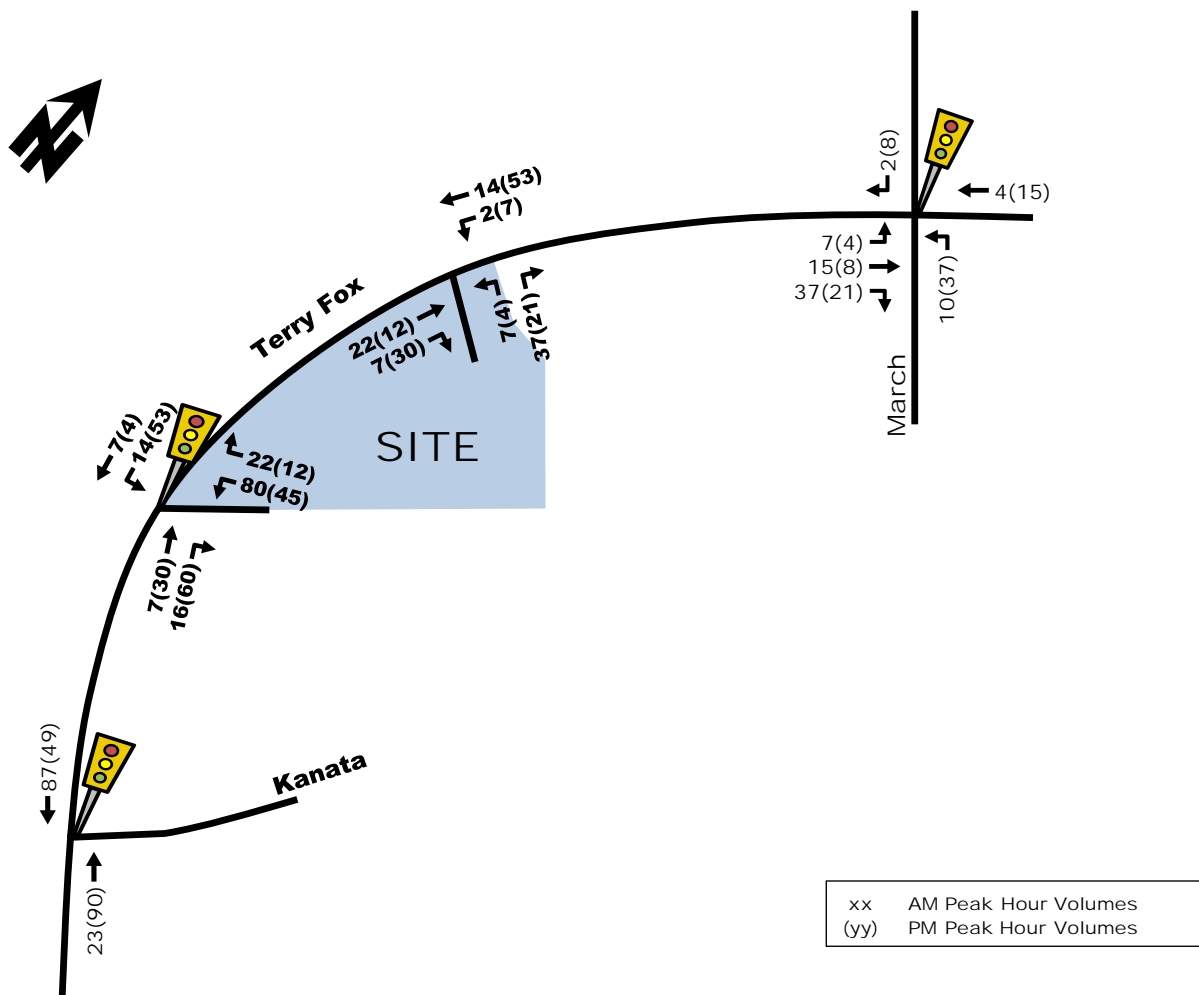 N
2(8)
4(15)
14(53)
2(7)
7(4)
15(8)
37(21)
10(37)
Terry Fox
22(12)
7(30)
7(4)
37(21)
March
7(4)
14(53)
SITE
22(12)
80(45)
7(30)
16(60)
87(49)
Kanata
23(90)
xx AM Peak Hour Volumes
(yy) PM Peak Hour Volumes